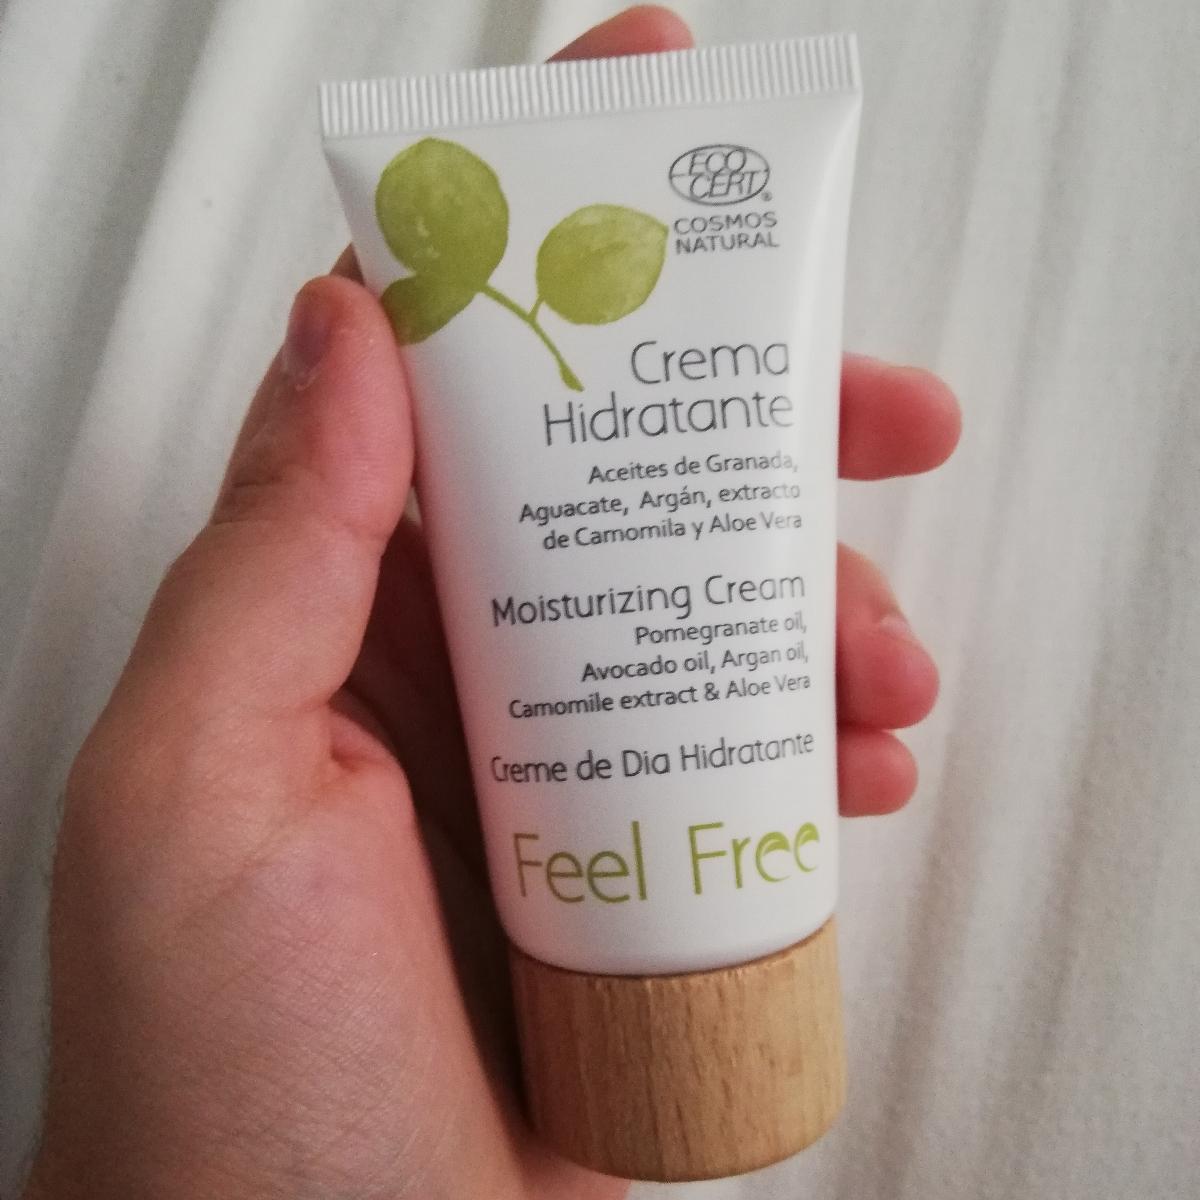 ECO
CERT®
COSMOS
NATURAL
Crema
Hidratante
Aceites de Granada,
Aguacate, Argán, extracto
de Camomila y Aloe Vera
Moisturizing Cream
Pomegranate oil,
Avocado oil, Argan oil,
Camomile extract & Aloe Vera
Creme de Dia Hidratante
Feel Free